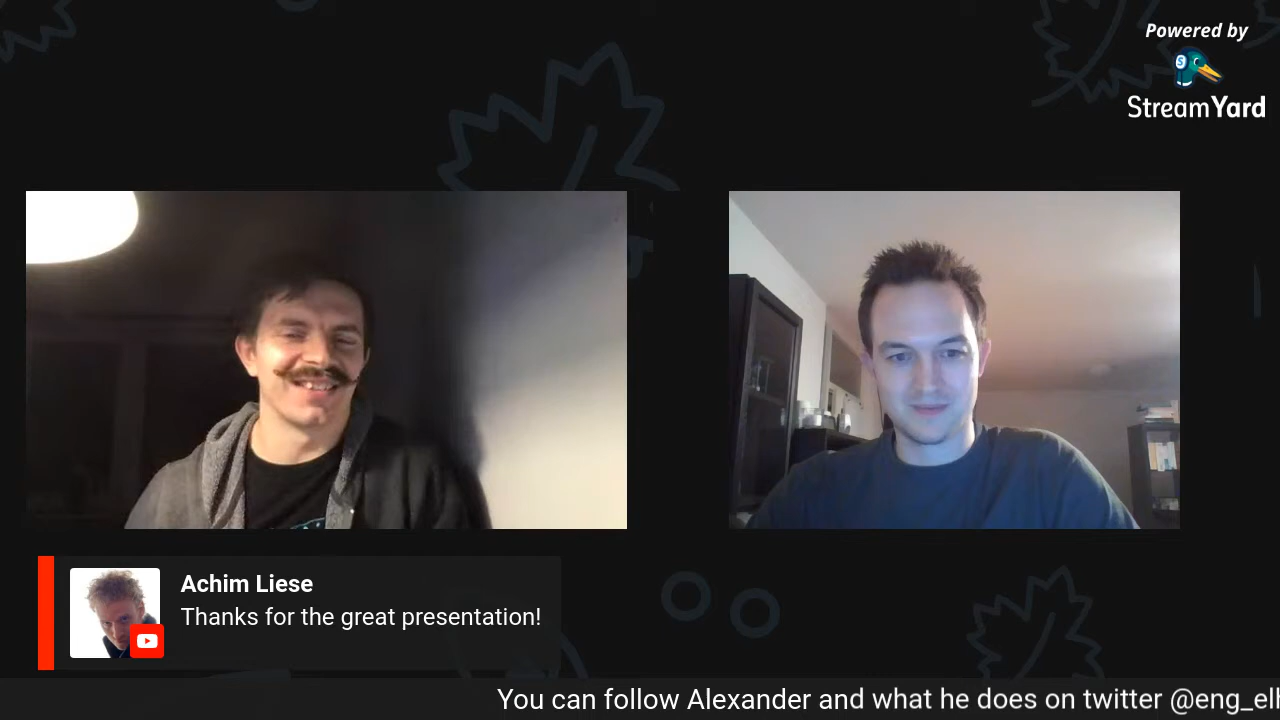 Powered by
StreamYard
Achim Liese
Thanks for the great presentation!
You can follow Alexander and what he does on twitter